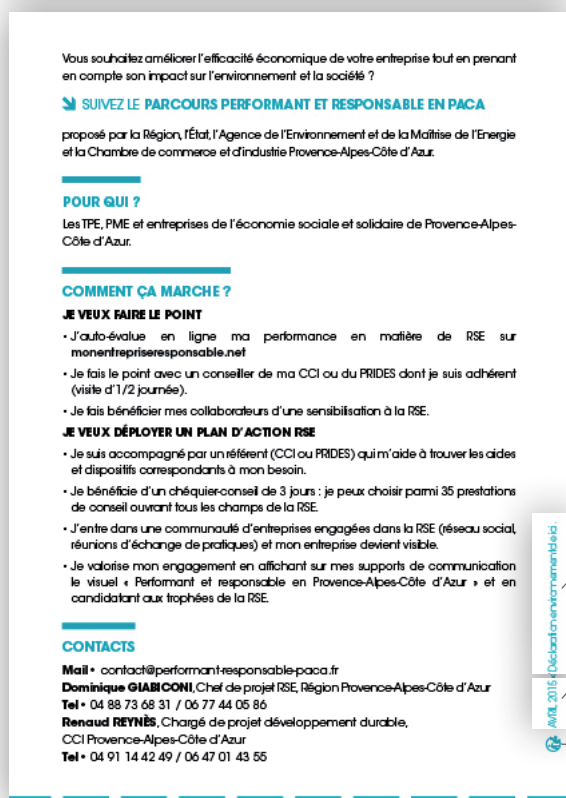 Vous souhaitez améliorer l'efficacité économique de votre entreprise tout en prenant
en compte son impact sur l'environnement et la société ?
SUIVEZ LE PARCOURS PERFORMANT ET RESPONSABLE EN PACA
proposé par la Région, l'État, l'Agence de l'Environnement et de la Maîtrise de l'Energie
et la Chambre de commerce et d'industrie Provence-Alpes-Côte d'Azur.
POUR QUI ?
Les TPE, PME et entreprises de l'économie sociale et solidaire de Provence-Alpes-
Côte d'Azur.
COMMENT ÇA MARCHE ?
JE VEUX FAIRE LE POINT
• J'auto-évalue en ligne ma performance en matière de RSE sur
monentrepriseresponsable.net
• Je fais le point avec un conseiller de ma CCI ou du PRIDES dont je suis adhérent
(visite d'1/2 journée).
• Je fais bénéficier mes collaborateurs d'une sensibilisation à la RSE.
JE VEUX DÉPLOYER UN PLAN D'ACTION RSE
• Je suis accompagné par un référent (CCI ou PRIDES) qui m'aide à trouver les aides
et dispositifs correspondants à mon besoin.
• Je bénéficie d'un chéquier-conseil de 3 jours : je peux choisir parmi 35 prestations
de conseil ouvrant tous les champs de la RSE.
• J'entre dans une communauté d'entreprises engagées dans la RSE (réseau social,
réunions d'échange de pratiques) et mon entreprise devient visible.
• Je valorise mon engagement en affichant sur mes supports de communication
le visuel « Performant et responsable en Provence-Alpes-Côte d'Azur » et en
candidatant aux trophées de la RSE.
CONTACTS
Mail • contact@performant-responsable-paca.fr
Dominique GIABICONI, Chef de projet RSE, Région Provence-Alpes-Côte d'Azur
Tel • 04 88 73 68 31 / 06 77 44 05 86
Renaud REYNÈS, Chargé de projet développement durable,
CCI Provence-Alpes-Côte d'Azur
Tel • 04 91 14 42 49 / 06 47 01 43 55
AVRIL 2015 / Déclaration